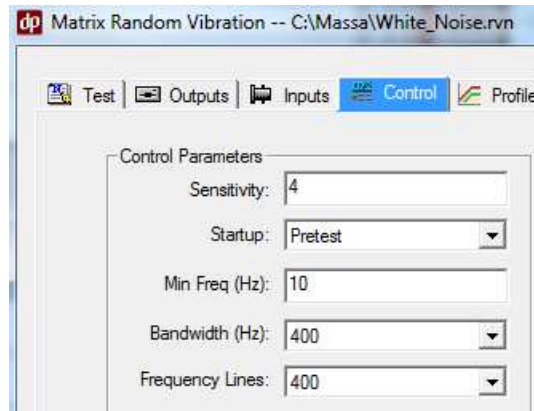 dp Matrix Random Vibration -- C:\Massa\White_Noise.rvn
Test Outputs Inputs Control Profile
Control Parameters
Sensitivity: 4
Startup: Pretest
Min Freq (Hz): 10
Bandwidth (Hz): 400
Frequency Lines: 400